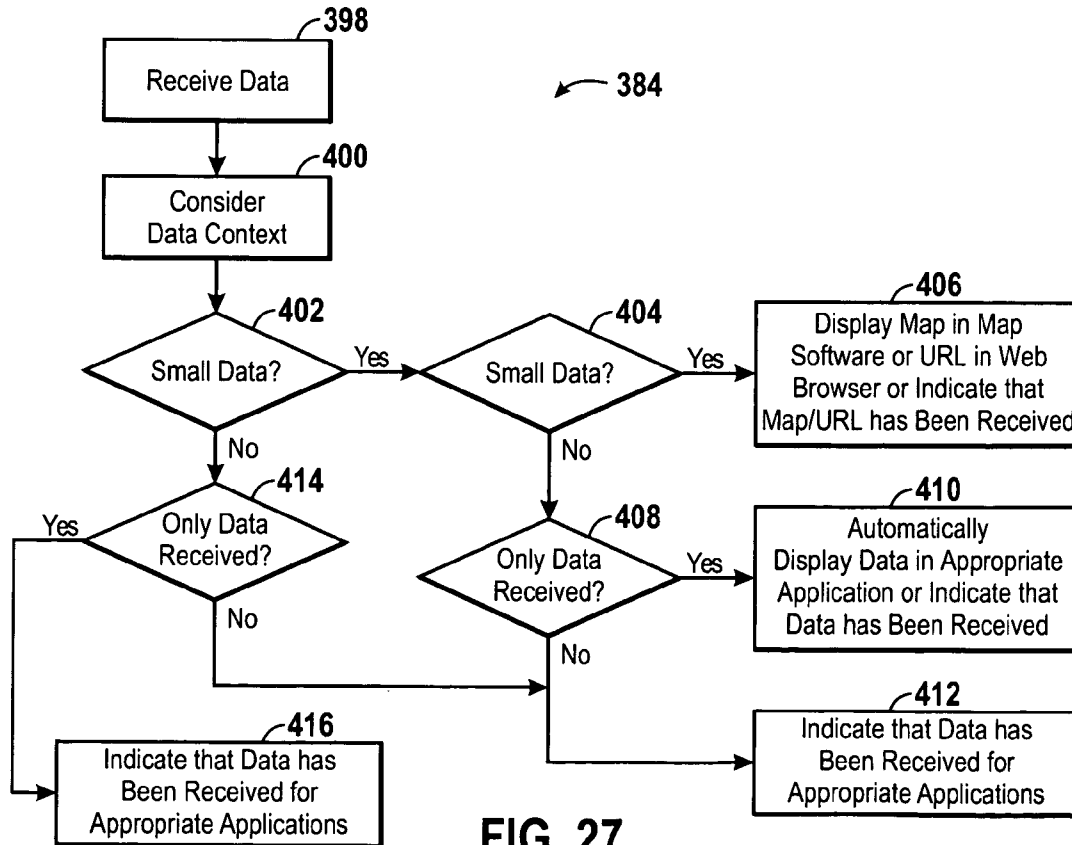 398
Receive Data
384
400
Consider
Data Context
402
Small Data?
Yes
No
404
Small Data?
Yes
No
406
Display Map in Map
Software or URL in Web
Browser or Indicate that
Map/URL has Been Received
414
Only Data
Received?
Yes
No
408
Only Data
Received?
Yes
No
410
Automatically
Display Data in Appropriate
Application or Indicate that
Data has Been Received
416
Indicate that Data has
Been Received for
Appropriate Applications
412
Indicate that Data has
Been Received for
Appropriate Applications
FIG. 27